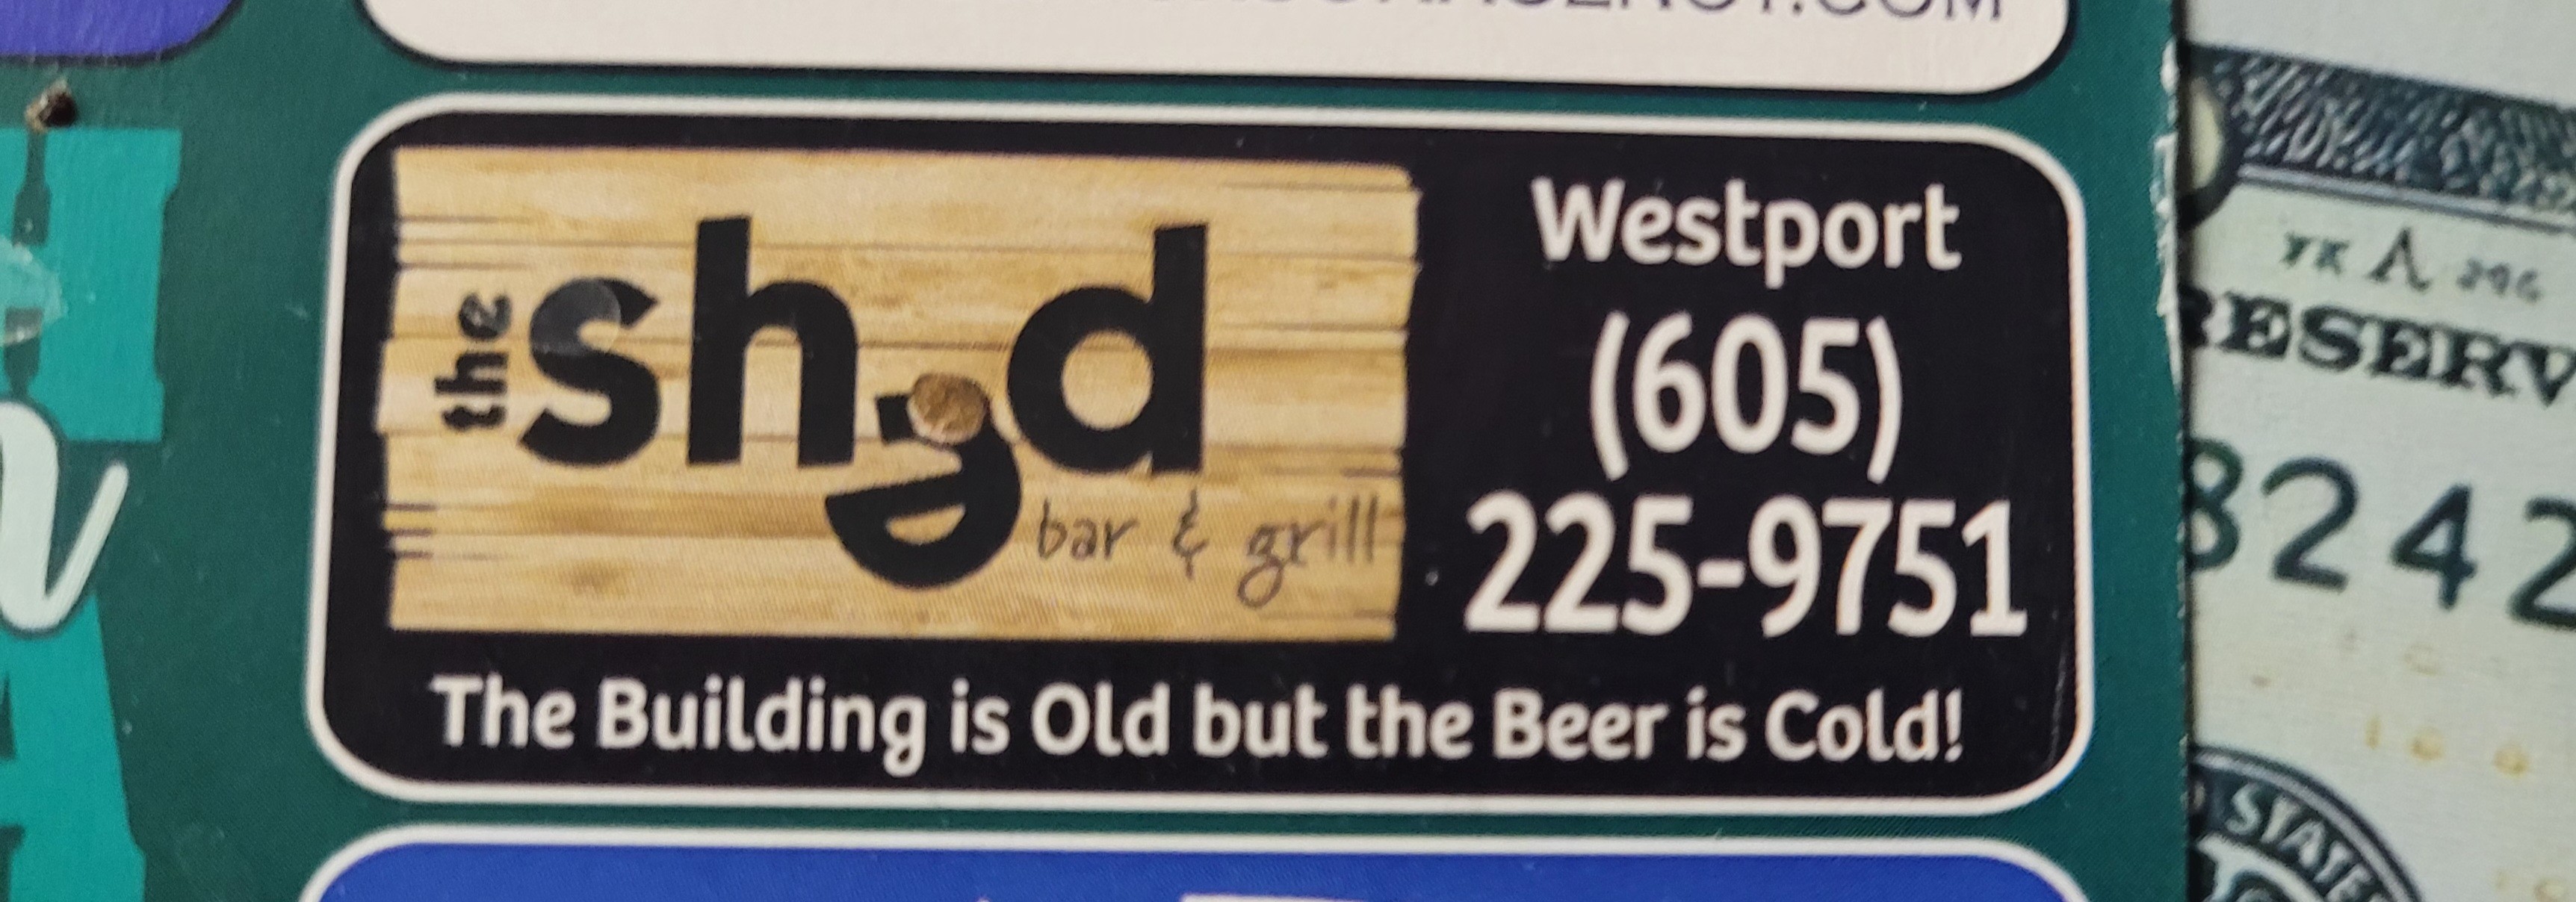 the shed
bar & grill
Westport
(605)
225-9751
The Building is Old but the Beer is Cold!
RESERV
8242
STATE